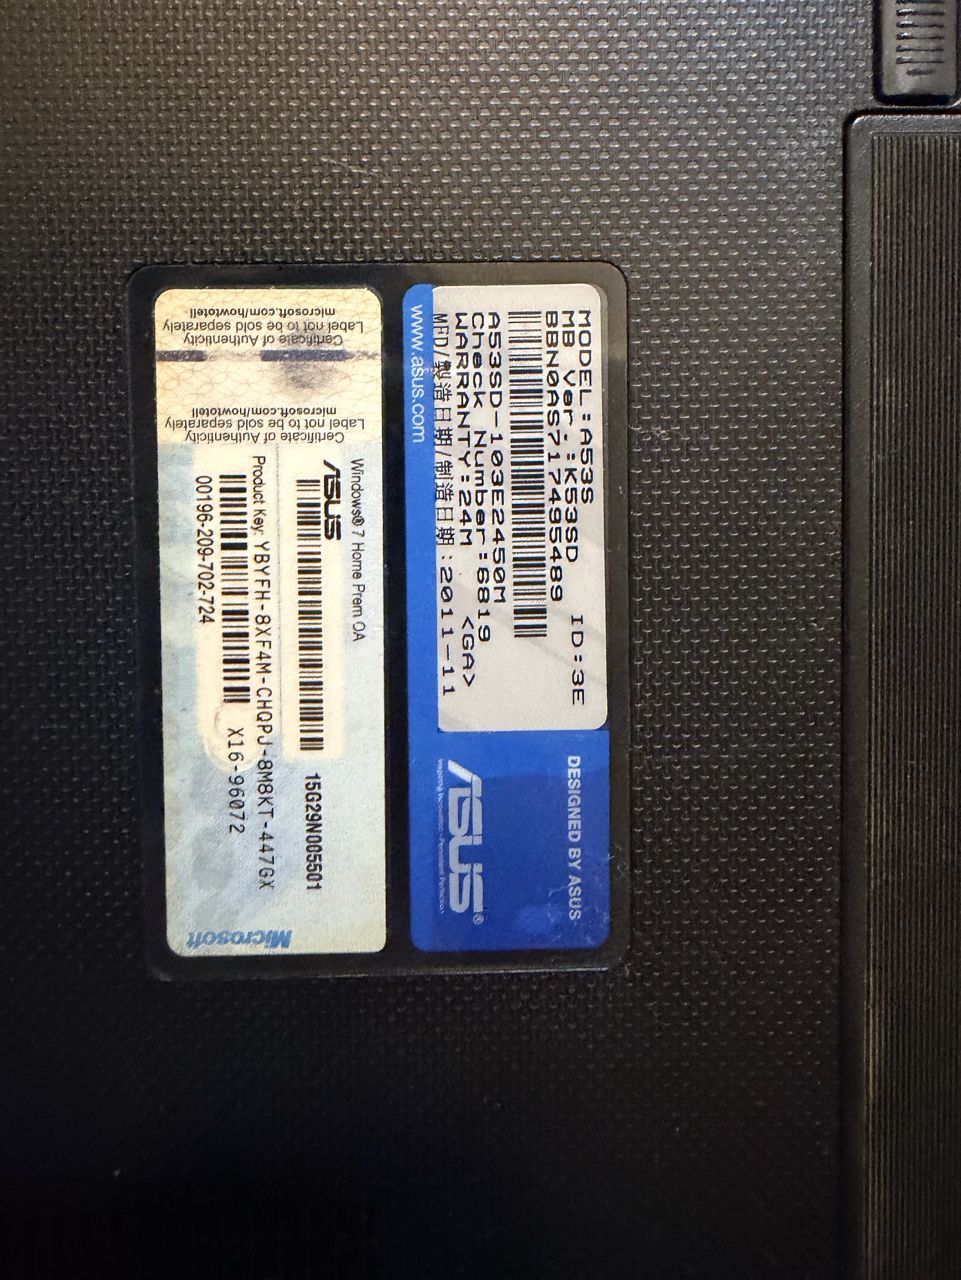 MODEL:A53S
MB Ver.:K53SD ID:3E
BBN0AS717495489
A53SD-103E2450M
Check Number:6819
WARRANTY:24M <GA>
MFD/製造日期/制造日期:2011-11
www.asus.com
DESIGNED BY ASUS
ASUS®
Inspiring Innovation · Persistent Perfection
Certificate of Authenticity
Label not to be sold separately
microsoft.com/howtotell
Certificate of Authenticity
Label not to be sold separately
microsoft.com/howtotell
Windows® 7 Home Prem OA
ASUS
15G29N005501
Product Key: YBYFH-8XF4M-CHQPJ-8M8KT-447GX
X16-96072
00196-209-702-724
Microsoft